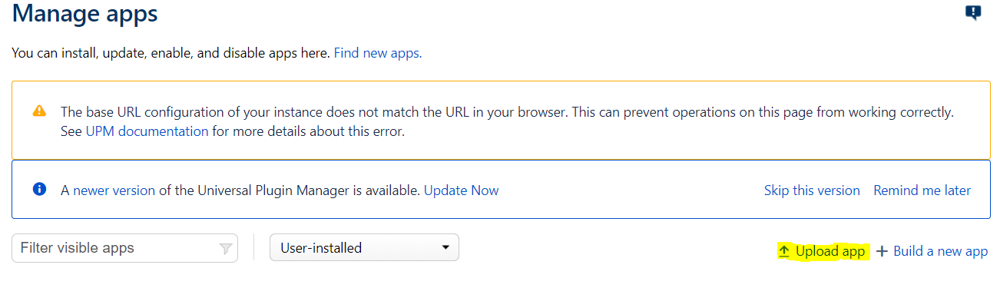 Manage apps
You can install, update, enable, and disable apps here. Find new apps.
The base URL configuration of your instance does not match the URL in your browser. This can prevent operations on this page from working correctly.
See UPM documentation for more details about this error.
A newer version of the Universal Plugin Manager is available. Update Now Skip this version Remind me later
Filter visible apps User-installed Upload app Build a new app